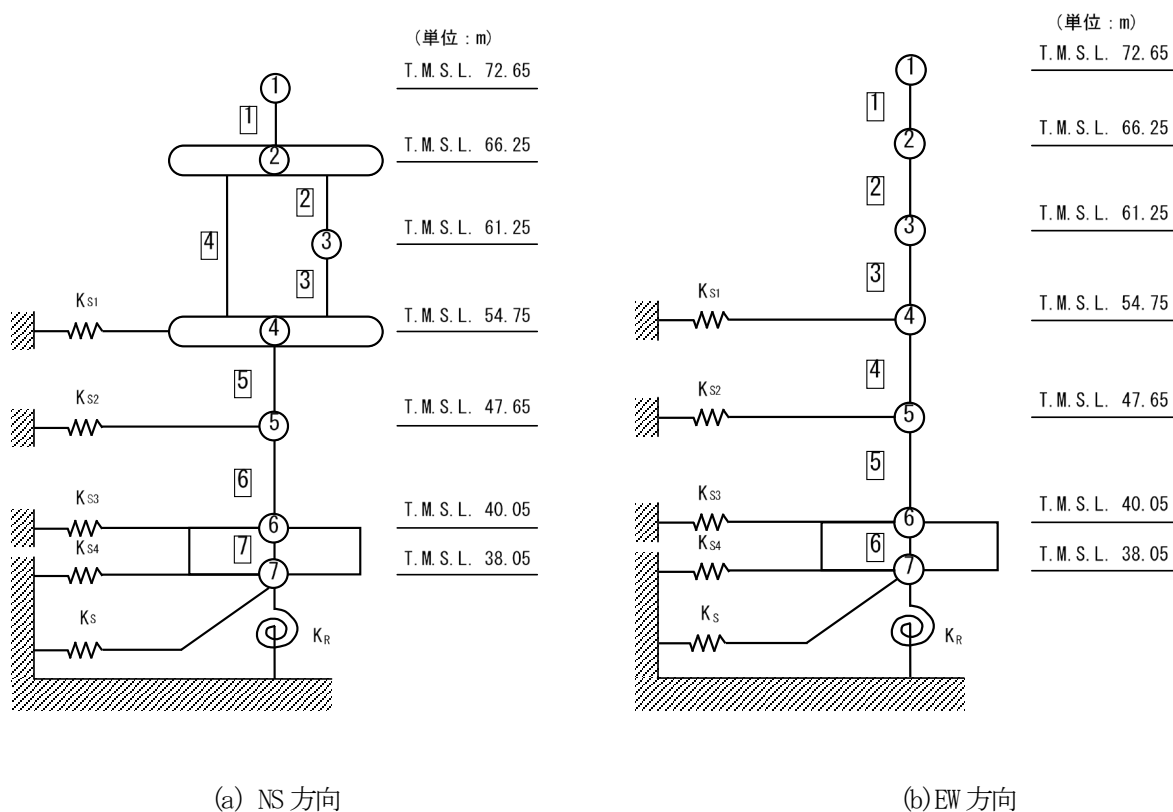 (単位：m)
T.M.S.L. 72.65
1
1
T.M.S.L. 66.25
2
2
T.M.S.L. 61.25
4
3
3
KS1
T.M.S.L. 54.75
4
5
KS2
T.M.S.L. 47.65
5
6
KS3
T.M.S.L. 40.05
6
KS4
7
T.M.S.L. 38.05
7
KS
KR
(a) NS 方向
(単位：m)
T.M.S.L. 72.65
1
1
T.M.S.L. 66.25
2
2
T.M.S.L. 61.25
3
3
KS1
T.M.S.L. 54.75
4
4
KS2
T.M.S.L. 47.65
5
5
KS3
T.M.S.L. 40.05
6
KS4
6
T.M.S.L. 38.05
7
KS
KR
(b)EW 方向